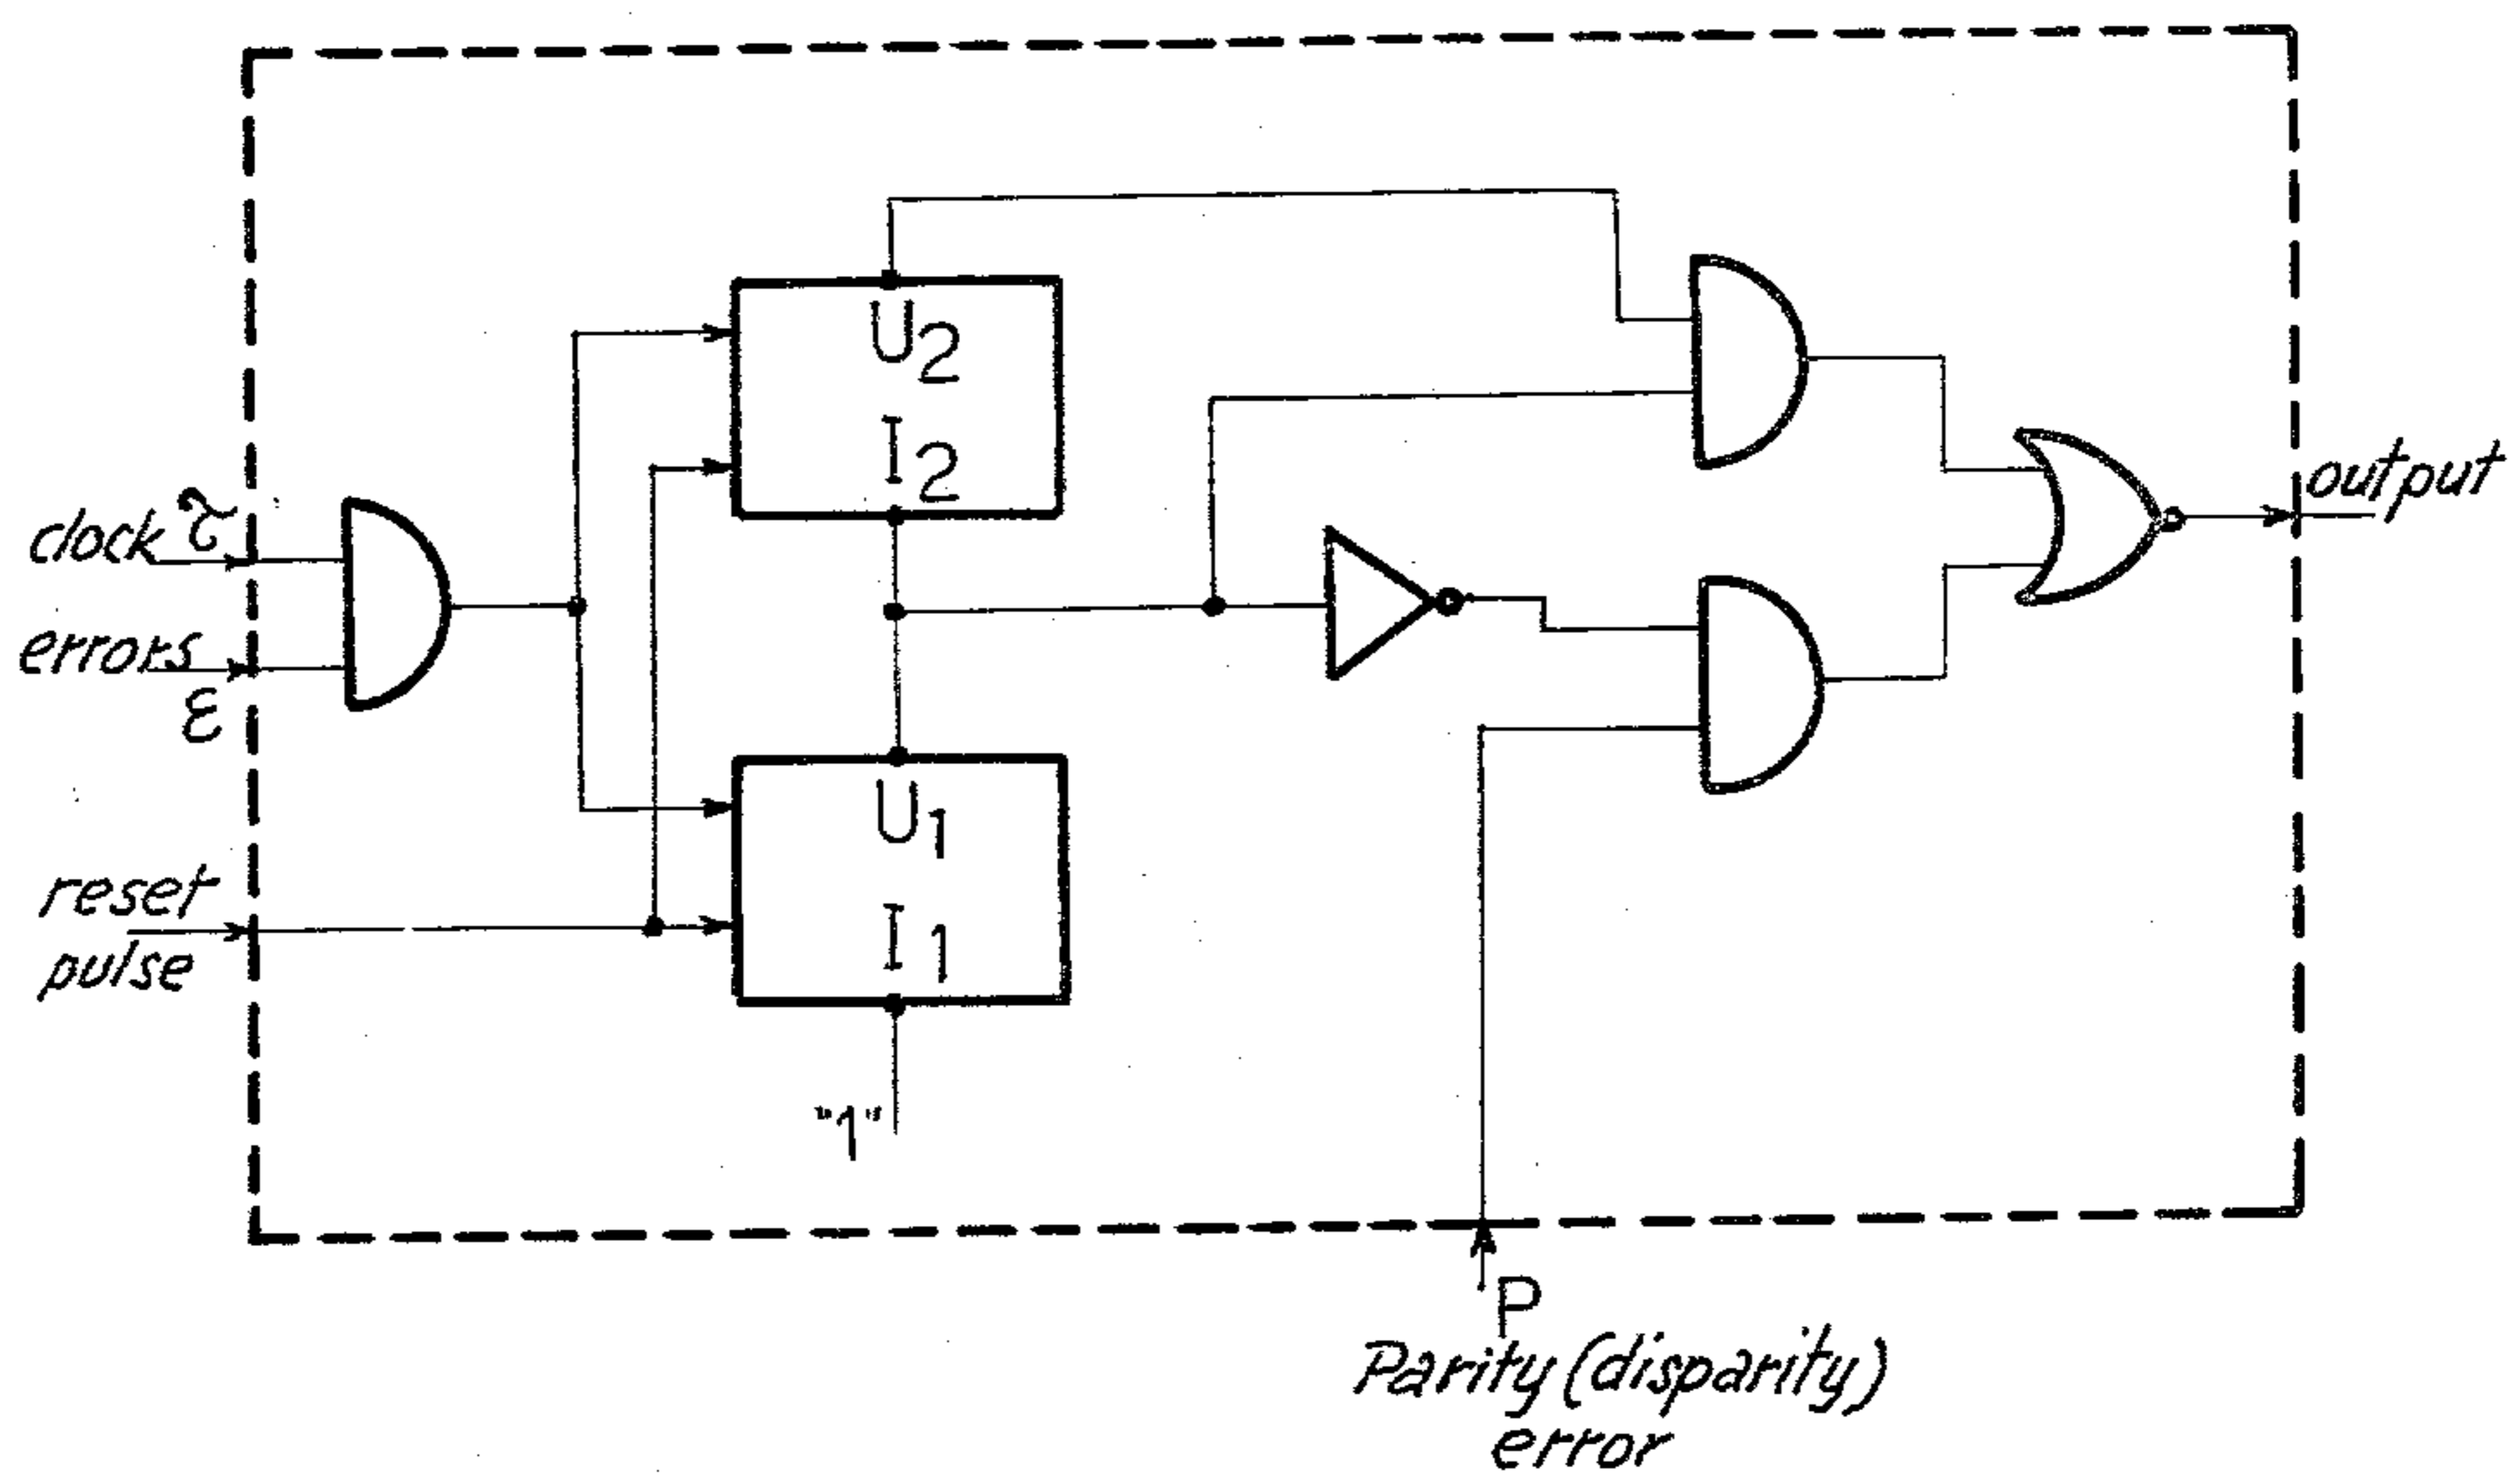 U2
I2
clock τ
errors
ε
output
U1
I1
reset
pulse
"1"
P
Parity (disparity)
error